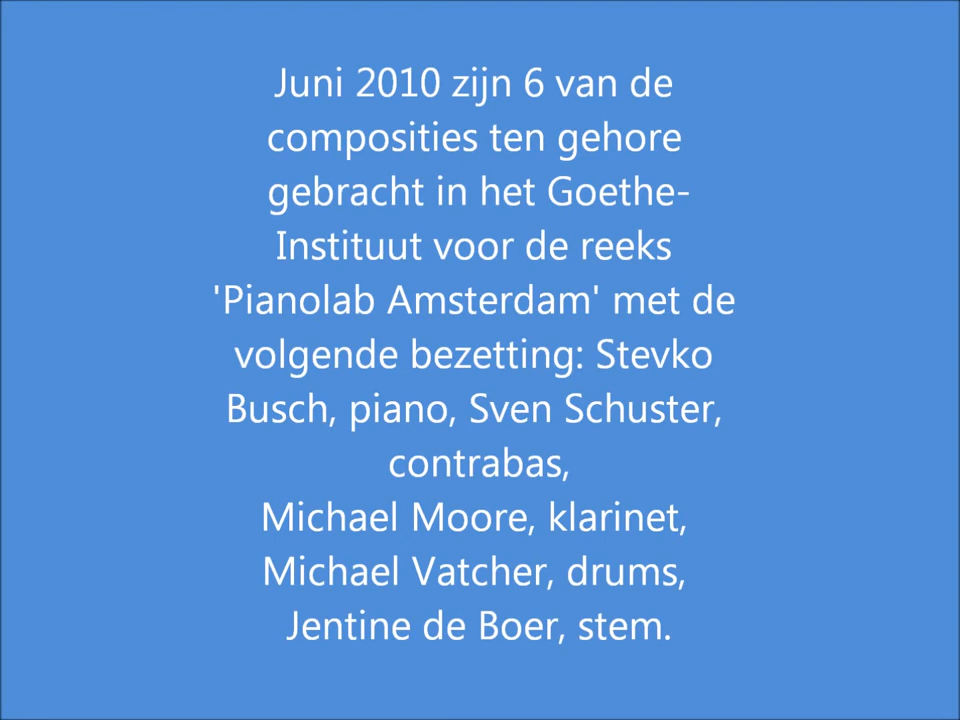 Juni 2010 zijn 6 van de
composities ten gehore
gebracht in het Goethe-
Instituut voor de reeks
'Pianolab Amsterdam' met de
volgende bezetting: Stevko
Busch, piano, Sven Schuster,
contrabas,
Michael Moore, klarinet,
Michael Vatcher, drums,
Jentine de Boer, stem.